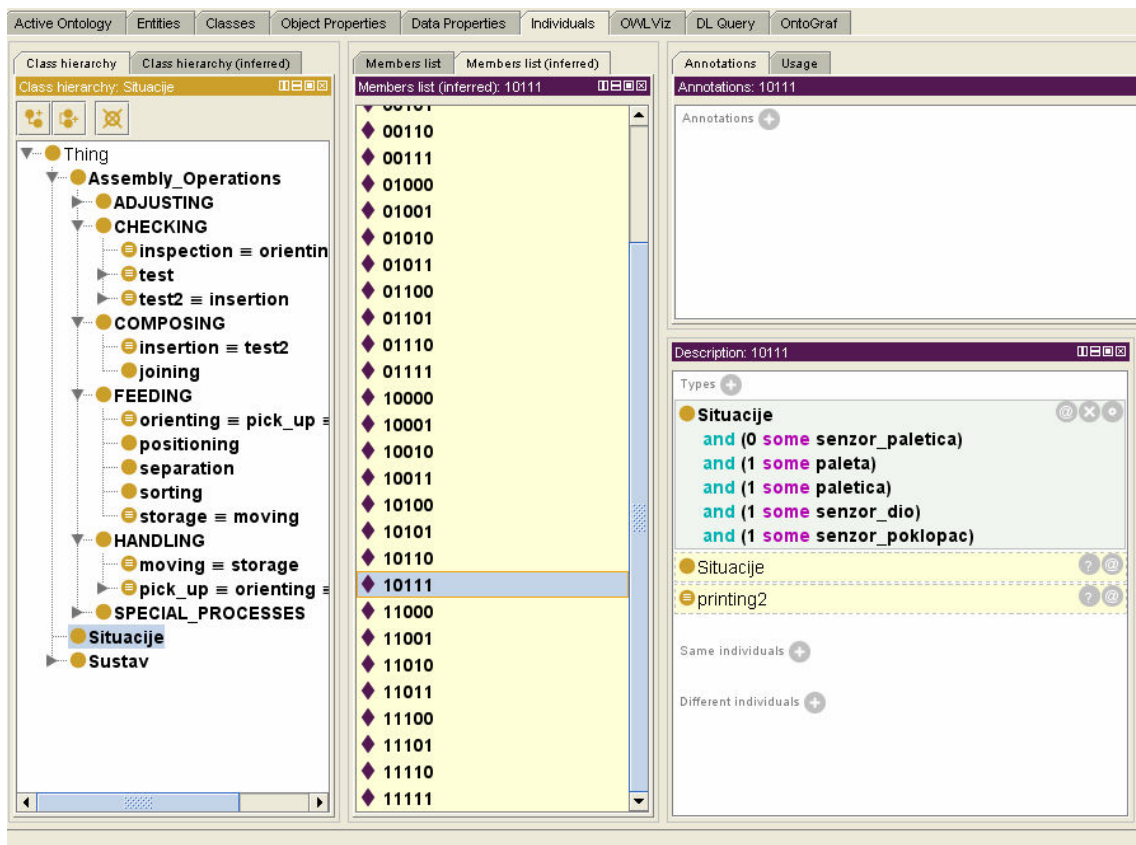 Active Ontology Entities Classes Object Properties Data Properties Individuals OWLViz DL Query OntoGraf
Class hierarchy Class hierarchy (inferred)
Class hierarchy: Situacije
Thing
Assembly_Operations
ADJUSTING
CHECKING
inspection ≡ orientin
test
test2 ≡ insertion
COMPOSING
insertion ≡ test2
joining
FEEDING
orienting ≡ pick_up ≡
positioning
separation
sorting
storage ≡ moving
HANDLING
moving ≡ storage
pick_up ≡ orienting ≡
SPECIAL_PROCESSES
Situacije
Sustav
Members list Members list (inferred)
Members list (inferred): 10111
00101
00110
00111
01000
01001
01010
01011
01100
01101
01110
01111
10000
10001
10010
10011
10100
10101
10110
10111
11000
11001
11010
11011
11100
11101
11110
11111
Annotations Usage
Annotations: 10111
Annotations
Description: 10111
Types
Situacije
and (0 some senzor_paletica)
and (1 some paleta)
and (1 some paletica)
and (1 some senzor_dio)
and (1 some senzor_poklopac)
Situacije
printing2
Same individuals
Different individuals